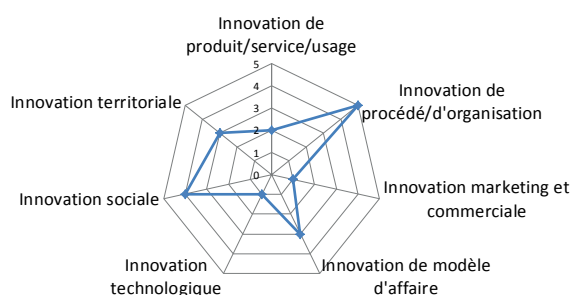 Innovation de
produit/service/usage
Innovation de
procédé/d'organisation
Innovation marketing et
commerciale
Innovation de modèle
d'affaire
Innovation
technologique
Innovation sociale
Innovation territoriale
5
4
3
2
1
0